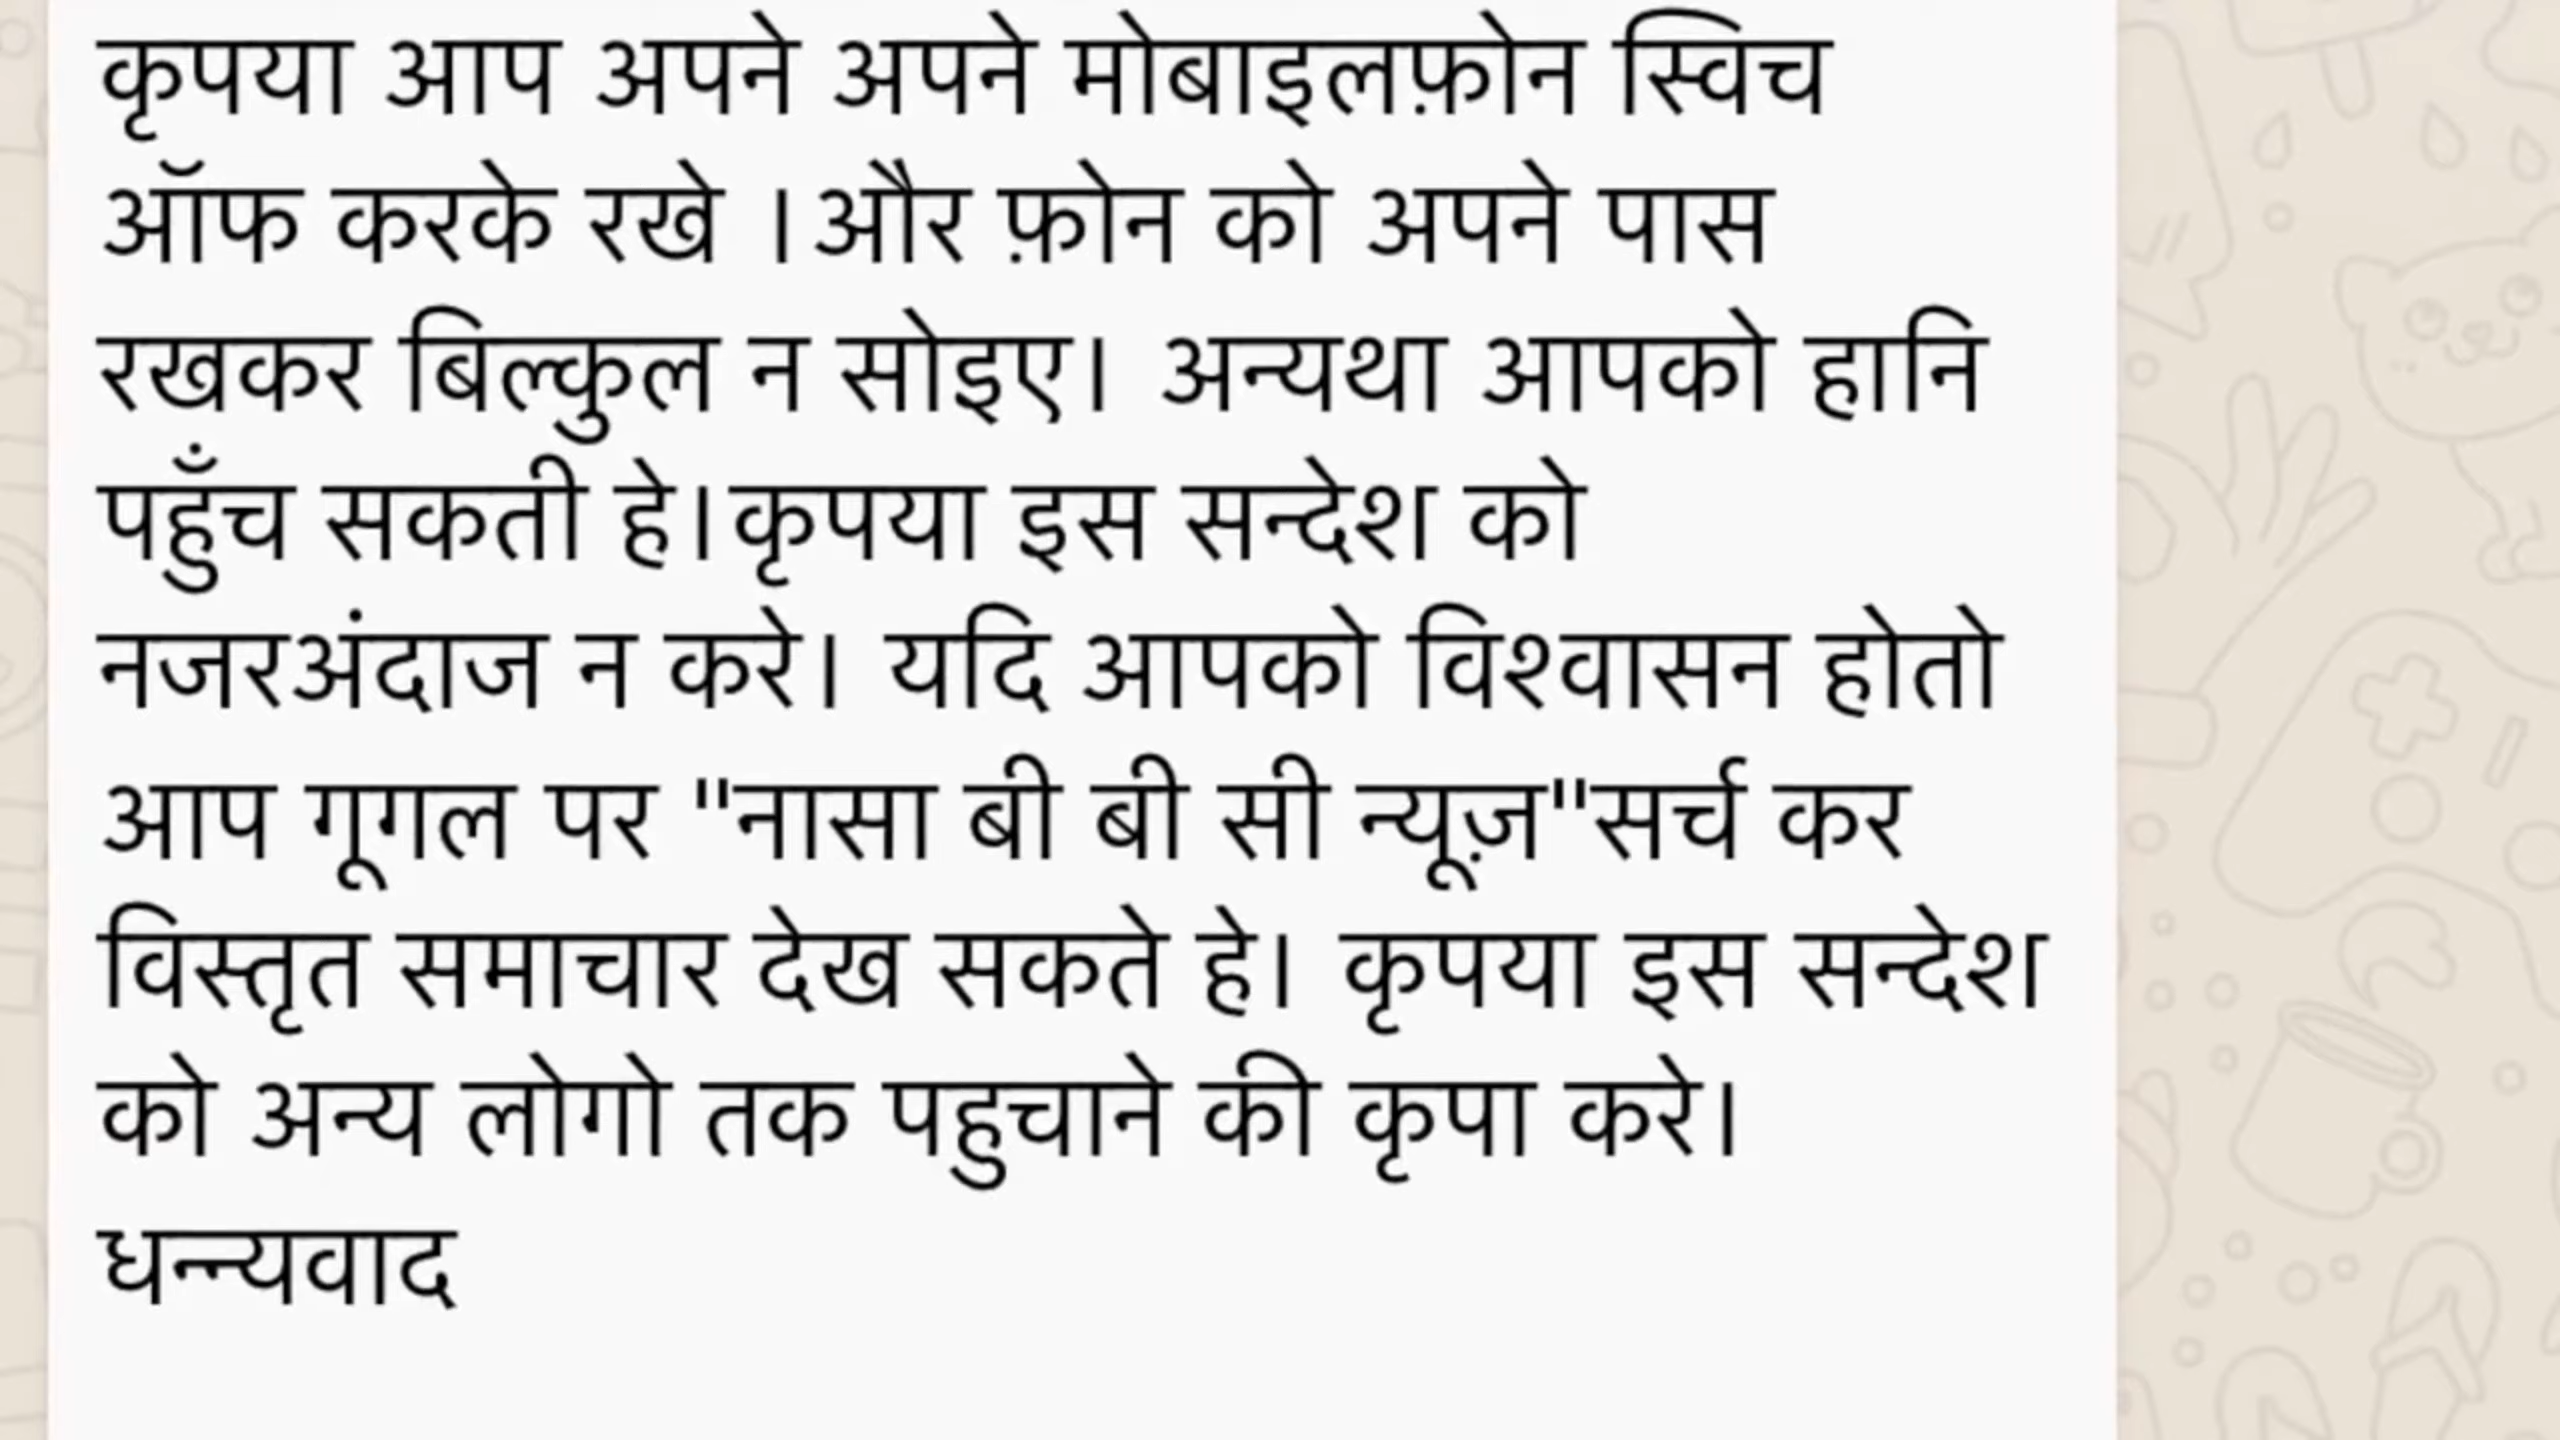 कृपया आप अपने अपने मोबाइलफ़ोन स्विच
ऑफ करके रखे ।और फ़ोन को अपने पास
रखकर बिल्कुल न सोइए। अन्यथा आपको हानि
पहुँच सकती हे।कृपया इस सन्देश को
नजरअंदाज न करे। यदि आपको विश्वासन होतो
आप गूगल पर "नासा बी बी सी न्यूज़"सर्च कर
विस्तृत समाचार देख सकते हे। कृपया इस सन्देश
को अन्य लोगो तक पहुचाने की कृपा करे।
धन्न्यवाद